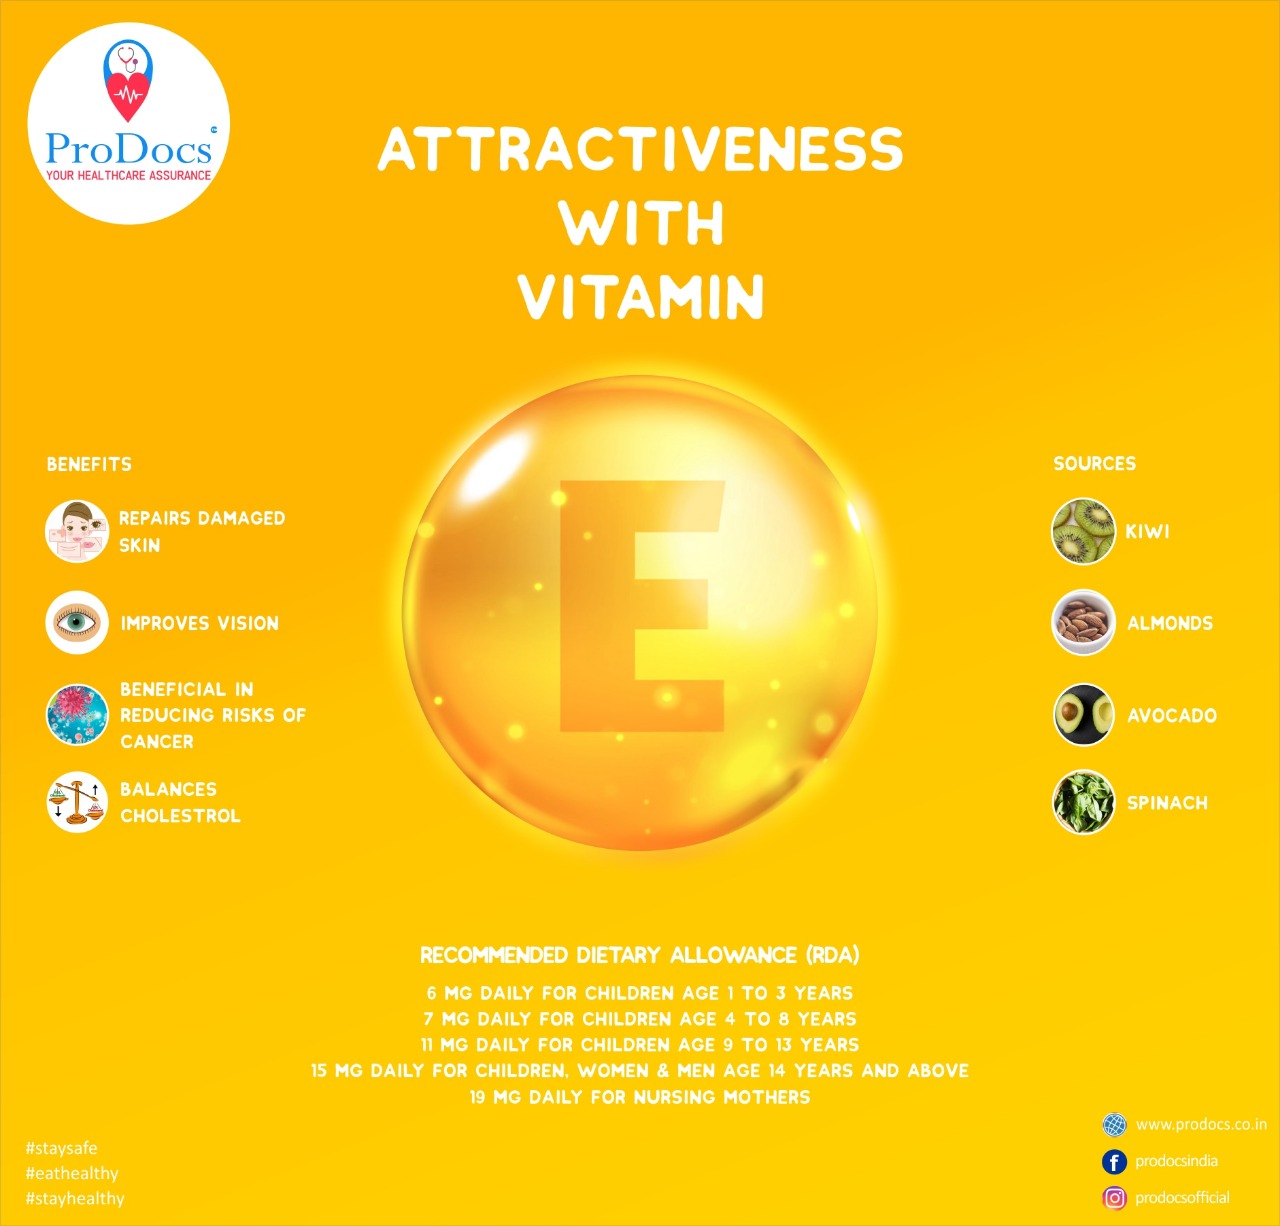 ProDocs
YOUR HEALTHCARE ASSURANCE
ATTRACTIVENESS
WITH
VITAMIN
E
BENEFITS
REPAIRS DAMAGED
SKIN
IMPROVES VISION
BENEFICIAL IN
REDUCING RISKS OF
CANCER
BALANCES
CHOLESTROL
SOURCES
KIWI
ALMONDS
AVOCADO
SPINACH
RECOMMENDED DIETARY ALLOWANCE (RDA)
6 MG DAILY FOR CHILDREN AGE 1 TO 3 YEARS
7 MG DAILY FOR CHILDREN AGE 4 TO 8 YEARS
11 MG DAILY FOR CHILDREN AGE 9 TO 13 YEARS
15 MG DAILY FOR CHILDREN, WOMEN & MEN AGE 14 YEARS AND ABOVE
19 MG DAILY FOR NURSING MOTHERS
#staysafe
#eathealthy
#stayhealthy
www.prodocs.co.in
prodocsindia
prodocsofficial